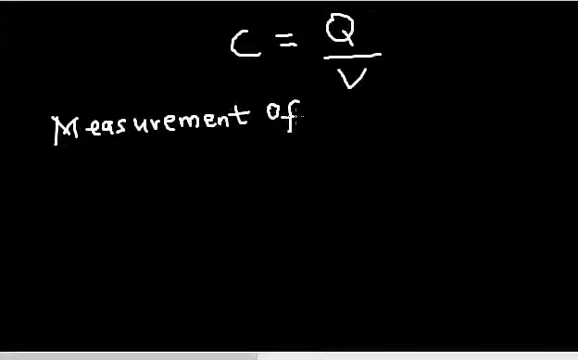 C = Q/V
Measurement of